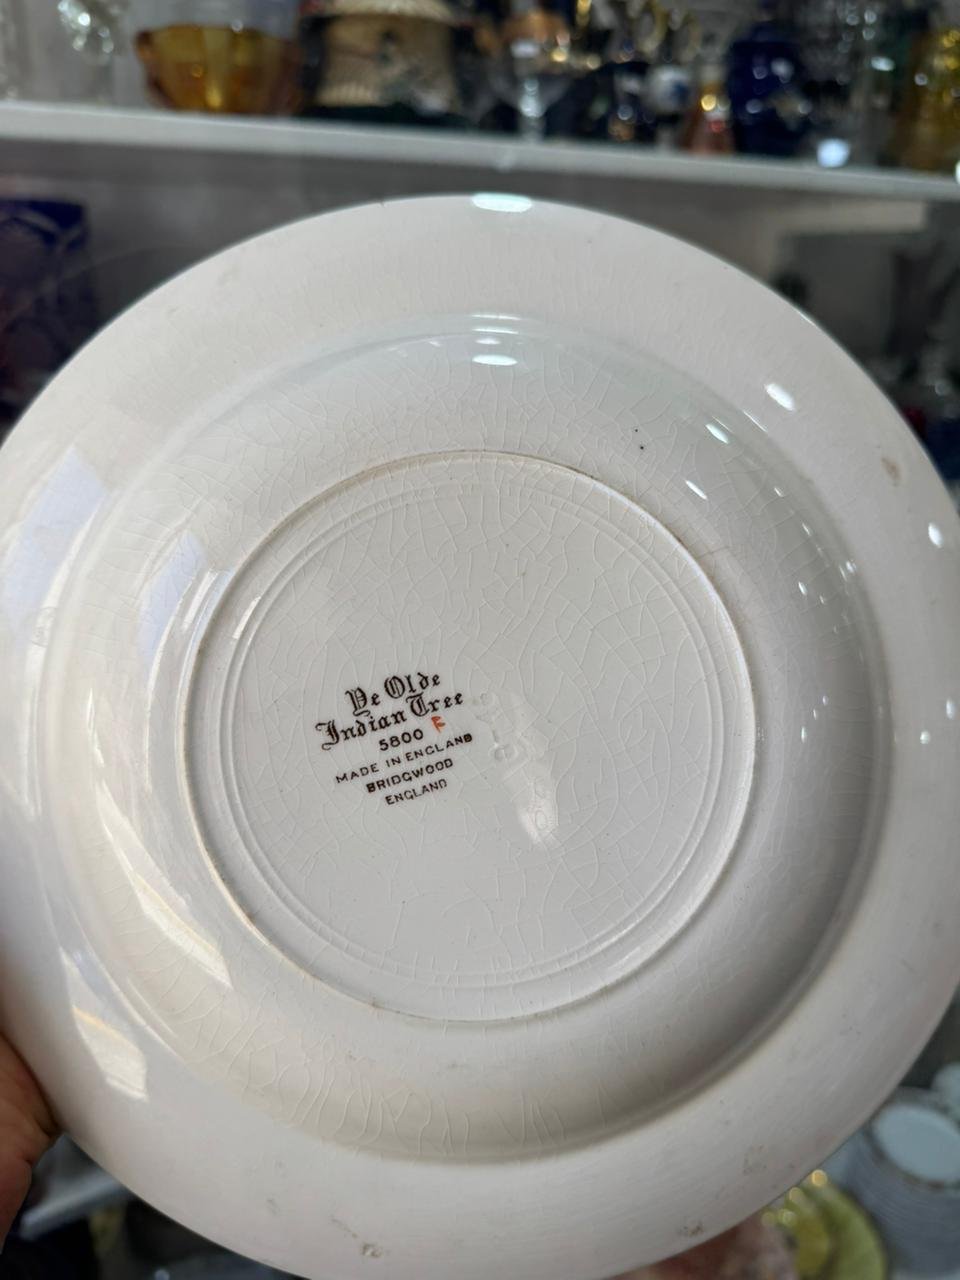 Ye Olde
Indian Tree
5800 F
MADE IN ENGLAND
BRIDGWOOD
ENGLAND